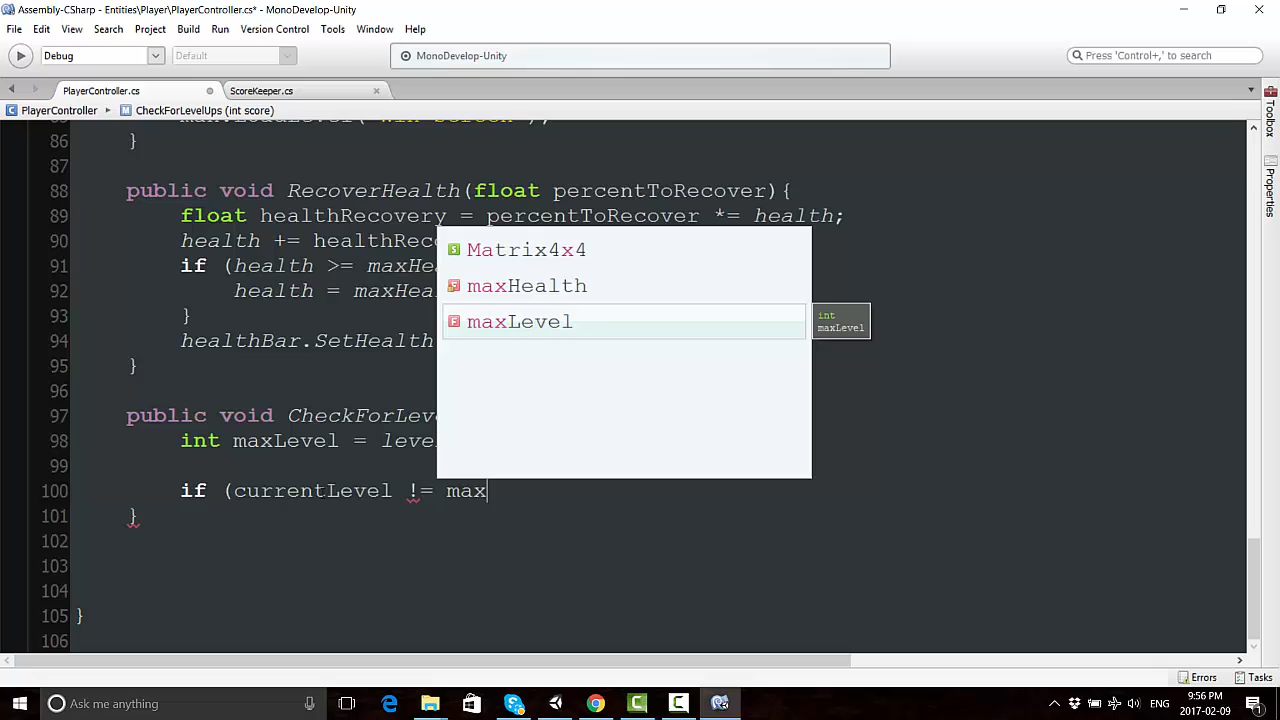 Assembly-CSharp - Entities\Player\PlayerController.cs* - MonoDevelop-Unity
File Edit View Search Project Build Run Version Control Tools Window Help
Debug Default MonoDevelop-Unity Press 'Control+,' to search
PlayerController.cs ScoreKeeper.cs
PlayerController CheckForLevelUps (int score)
86 }
87
88 public void RecoverHealth(float percentToRecover){
89 float healthRecovery = percentToRecover *= health;
90 health += healthReco
91 if (health >= maxHea
92 health = maxHeal
93 }
94 healthBar.SetHealth
95 }
96
97 public void CheckForLeve
98 int maxLevel = level
99
100 if (currentLevel != max
101 }
102
103
104
105 }
106
Matrix4x4
maxHealth
maxLevel
int
maxLevel
Toolbox
Properties
Errors Tasks
Ask me anything
ENG
9:56 PM
2017-02-09